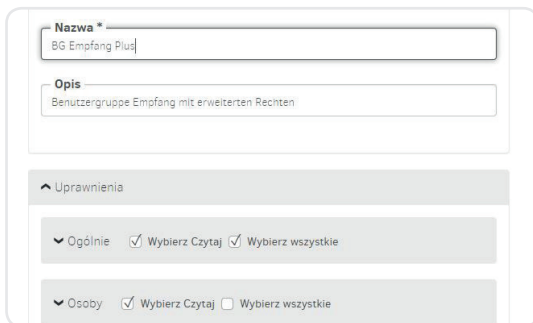 Nazwa *
BG Empfang Plus
Opis
Benutzergruppe Empfang mit erweiterten Rechten
Uprawnienia
Ogólnie Wybierz Czytaj Wybierz wszystkie
Osoby Wybierz Czytaj Wybierz wszystkie